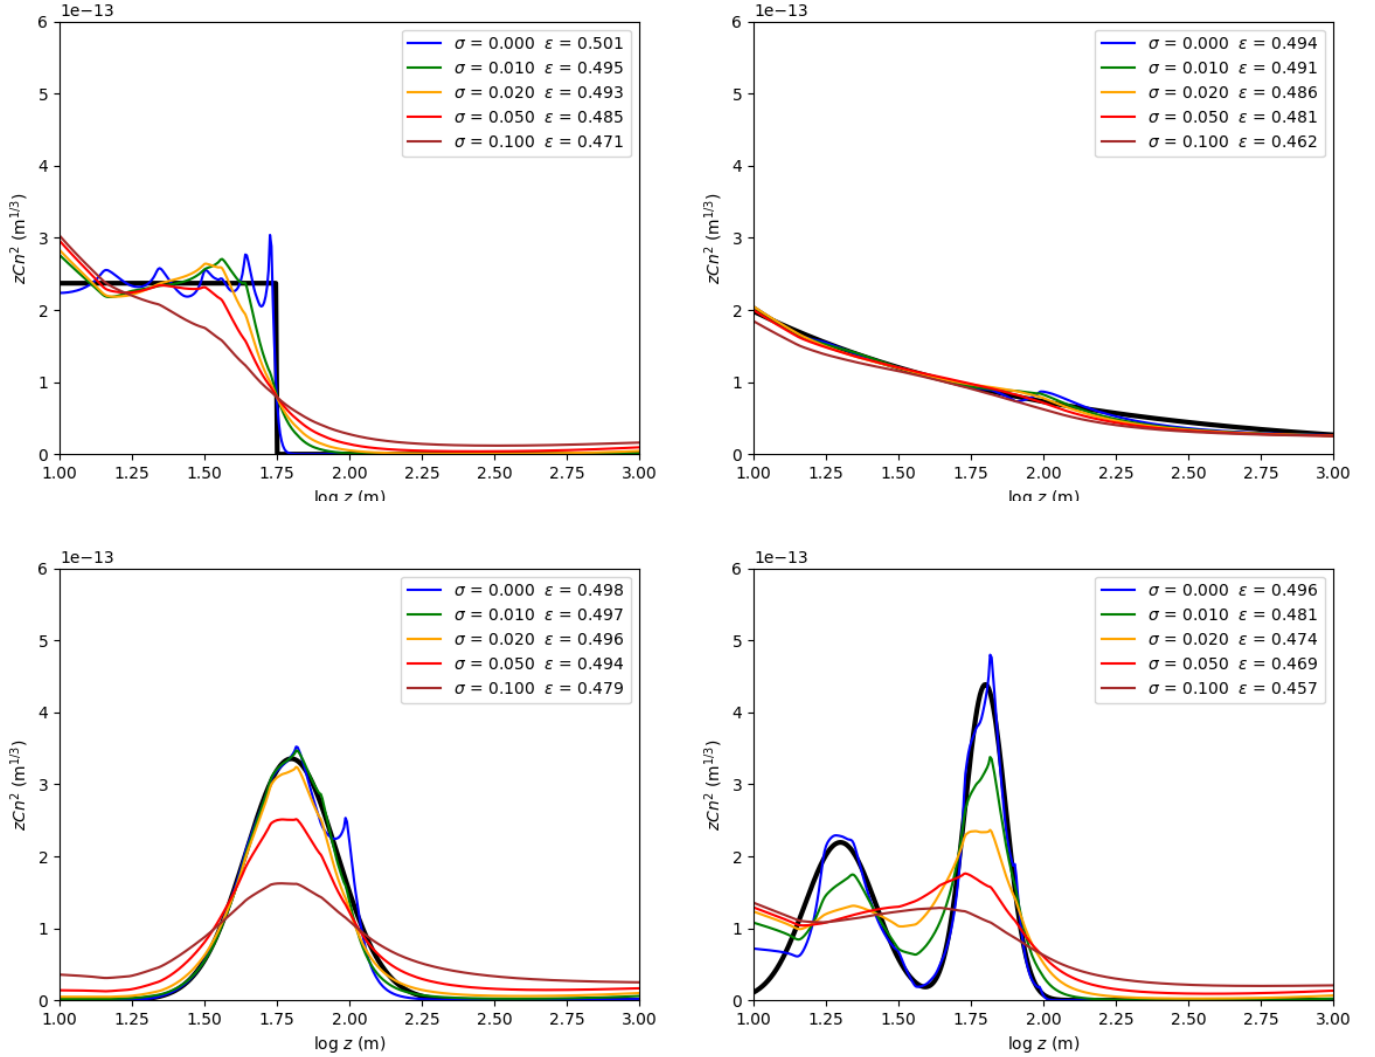 1e−13
6
5
4
3
2
1
0
zCn² (m^1/3)
σ = 0.000 ε = 0.501
σ = 0.010 ε = 0.495
σ = 0.020 ε = 0.493
σ = 0.050 ε = 0.485
σ = 0.100 ε = 0.471
1.00 1.25 1.50 1.75 2.00 2.25 2.50 2.75 3.00
log z (m)
1e−13
6
5
4
3
2
1
0
zCn² (m^1/3)
σ = 0.000 ε = 0.494
σ = 0.010 ε = 0.491
σ = 0.020 ε = 0.486
σ = 0.050 ε = 0.481
σ = 0.100 ε = 0.462
1.00 1.25 1.50 1.75 2.00 2.25 2.50 2.75 3.00
log z (m)
1e−13
6
5
4
3
2
1
0
zCn² (m^1/3)
σ = 0.000 ε = 0.498
σ = 0.010 ε = 0.497
σ = 0.020 ε = 0.496
σ = 0.050 ε = 0.494
σ = 0.100 ε = 0.479
1.00 1.25 1.50 1.75 2.00 2.25 2.50 2.75 3.00
log z (m)
1e−13
6
5
4
3
2
1
0
zCn² (m^1/3)
σ = 0.000 ε = 0.496
σ = 0.010 ε = 0.481
σ = 0.020 ε = 0.474
σ = 0.050 ε = 0.469
σ = 0.100 ε = 0.457
1.00 1.25 1.50 1.75 2.00 2.25 2.50 2.75 3.00
log z (m)